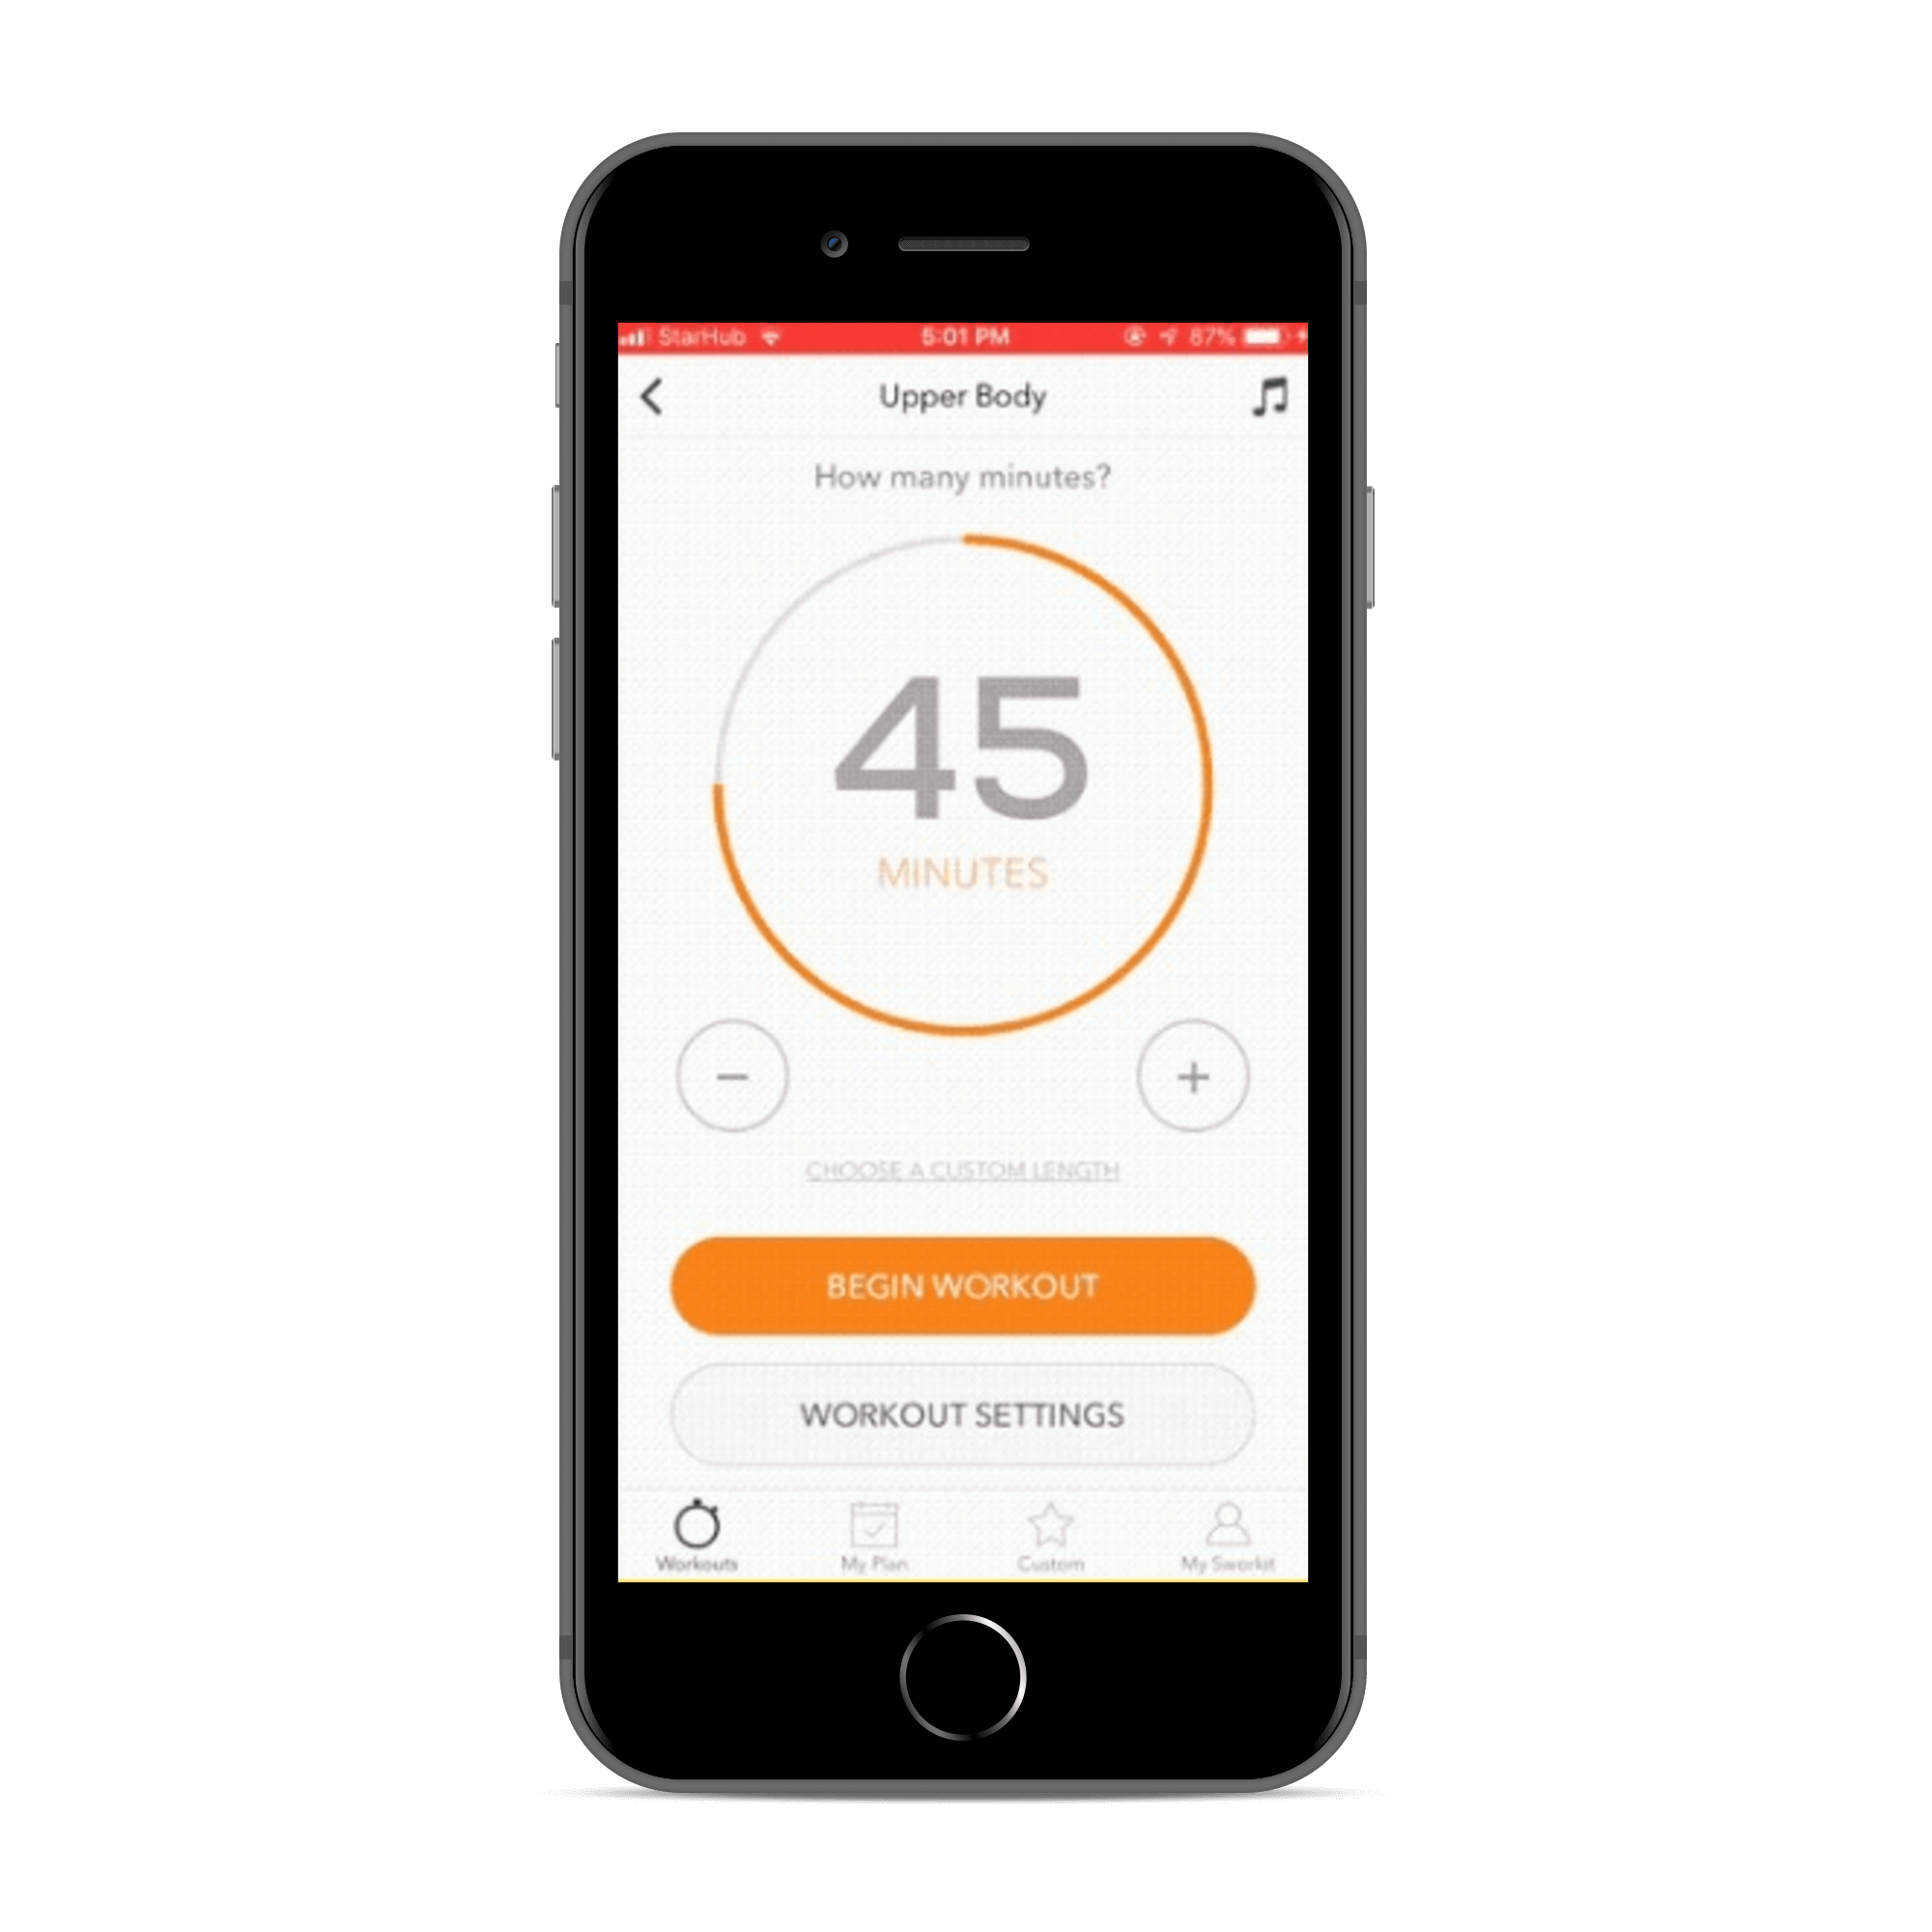 StarHub 5:01 PM 87%
Upper Body
How many minutes?
45
MINUTES
CHOOSE A CUSTOM LENGTH
BEGIN WORKOUT
WORKOUT SETTINGS
Workouts My Plan Custom My Sworkit